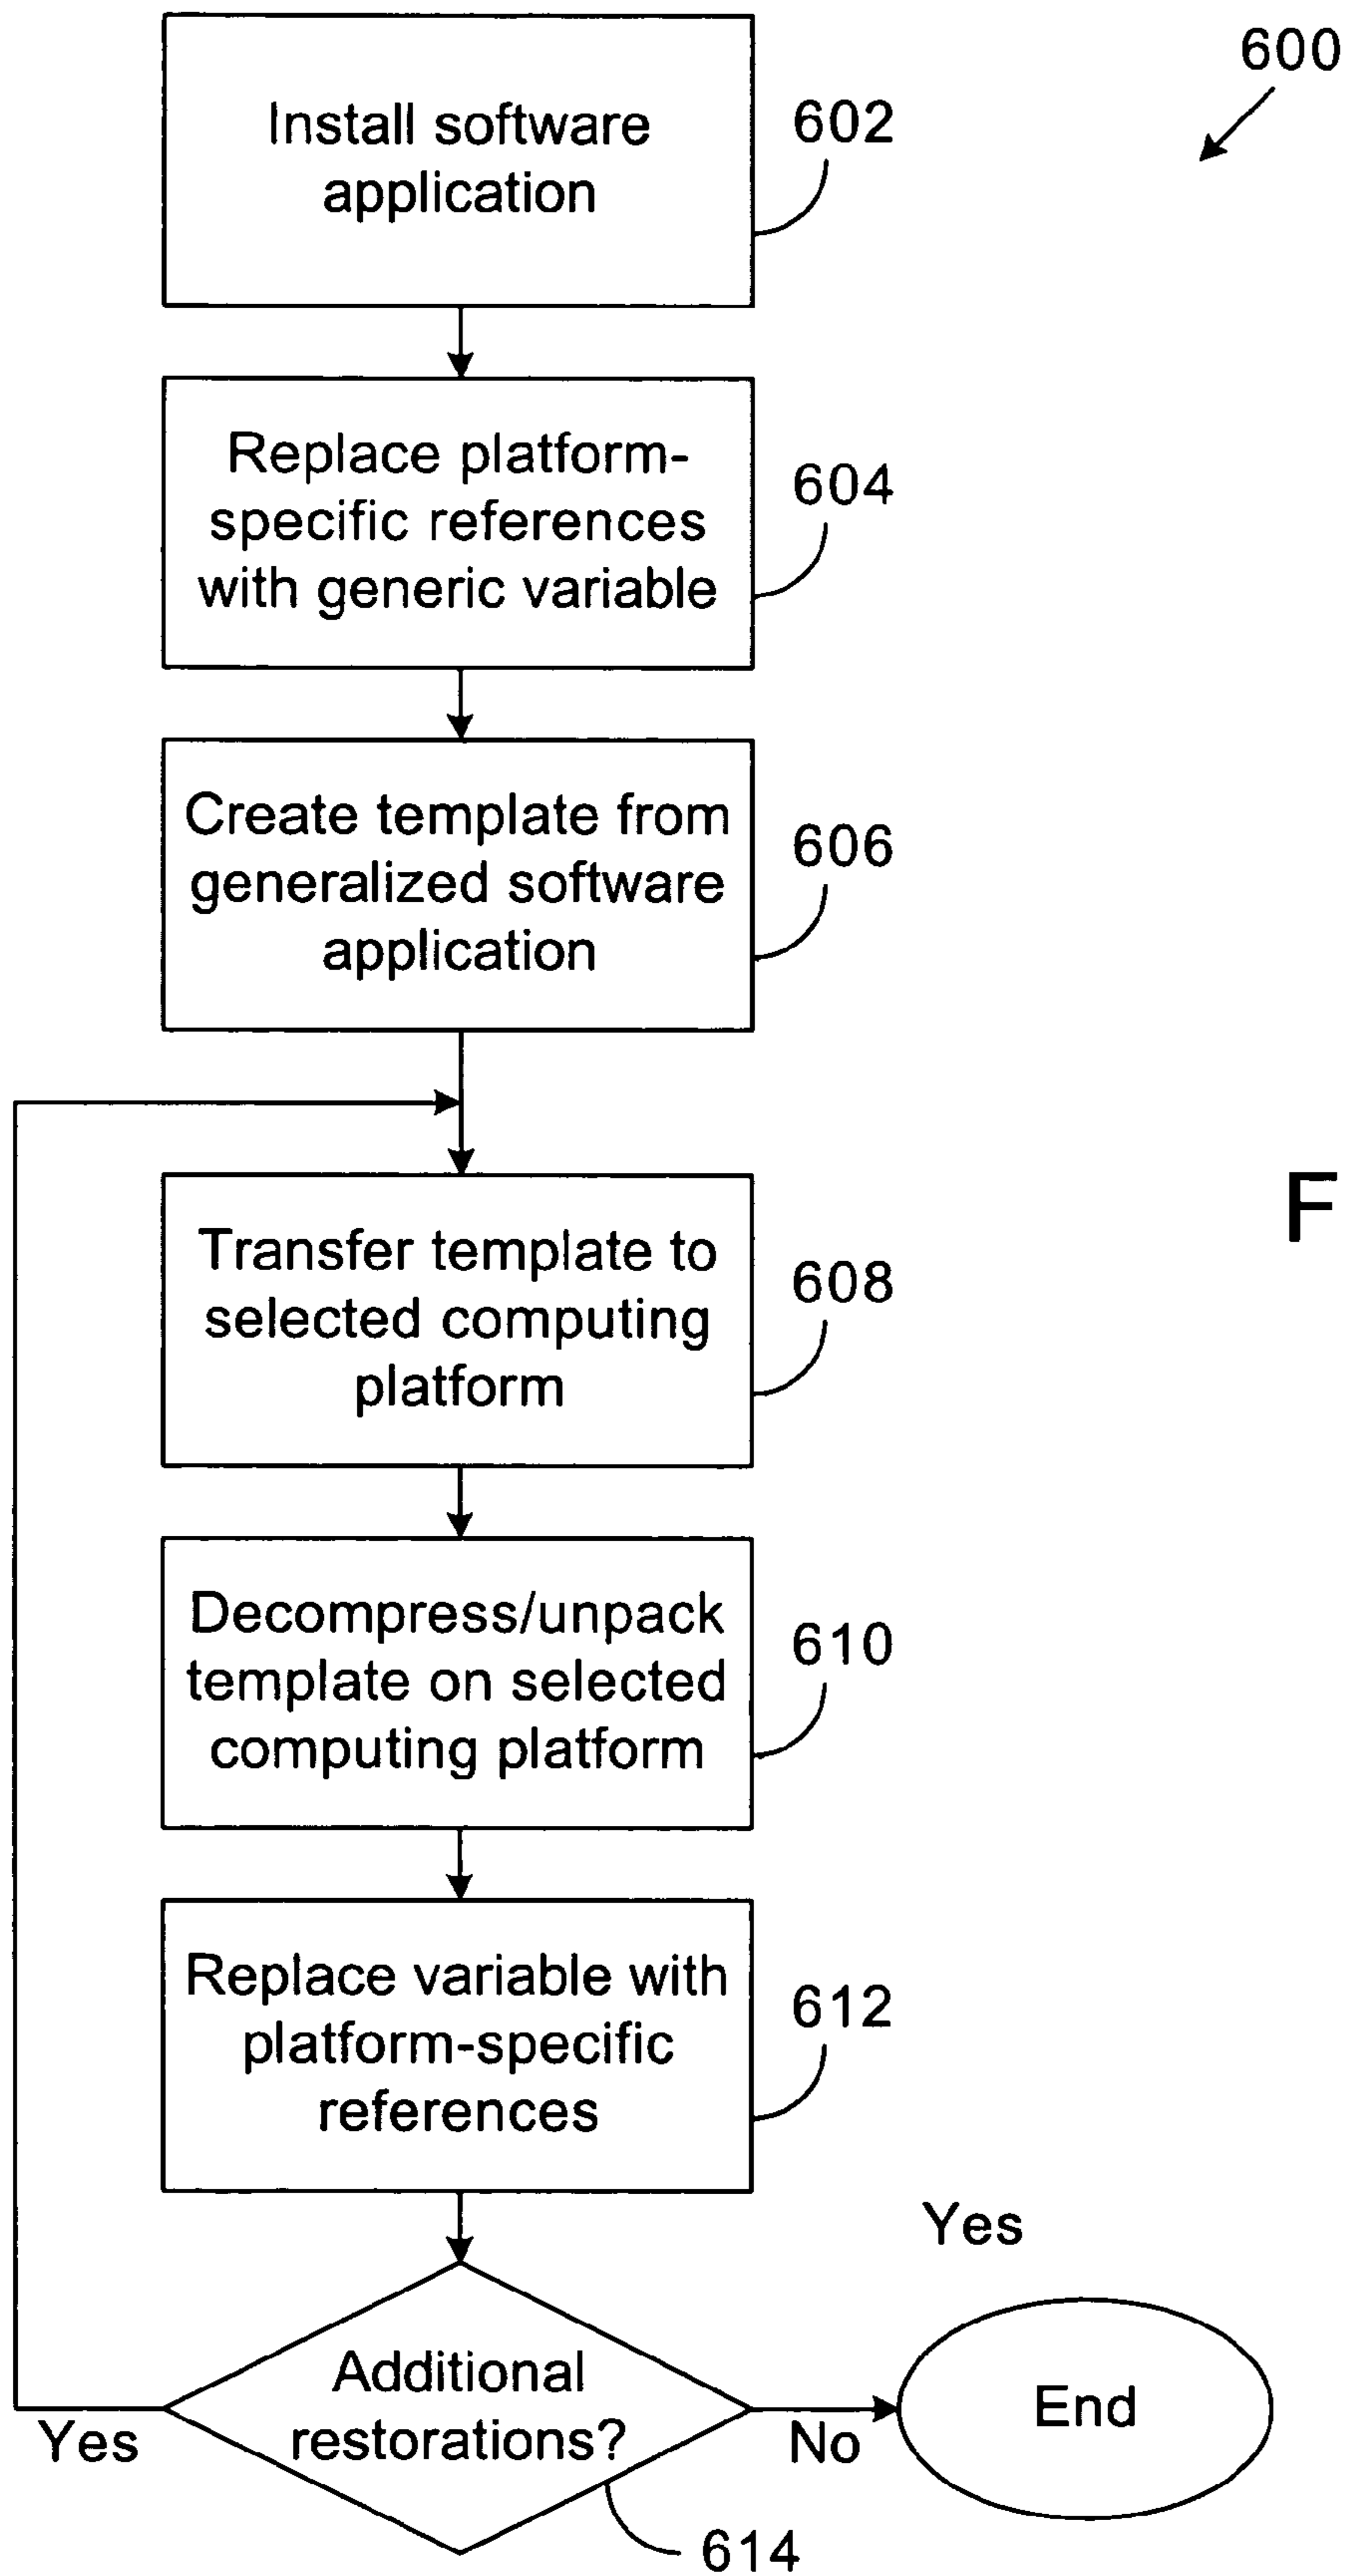 600
Install software
application
602
Replace platform-
specific references
with generic variable
604
Create template from
generalized software
application
606
Transfer template to
selected computing
platform
608
F
Decompress/unpack
template on selected
computing platform
610
Replace variable with
platform-specific
references
612
Yes
Additional
restorations?
Yes
No
End
614